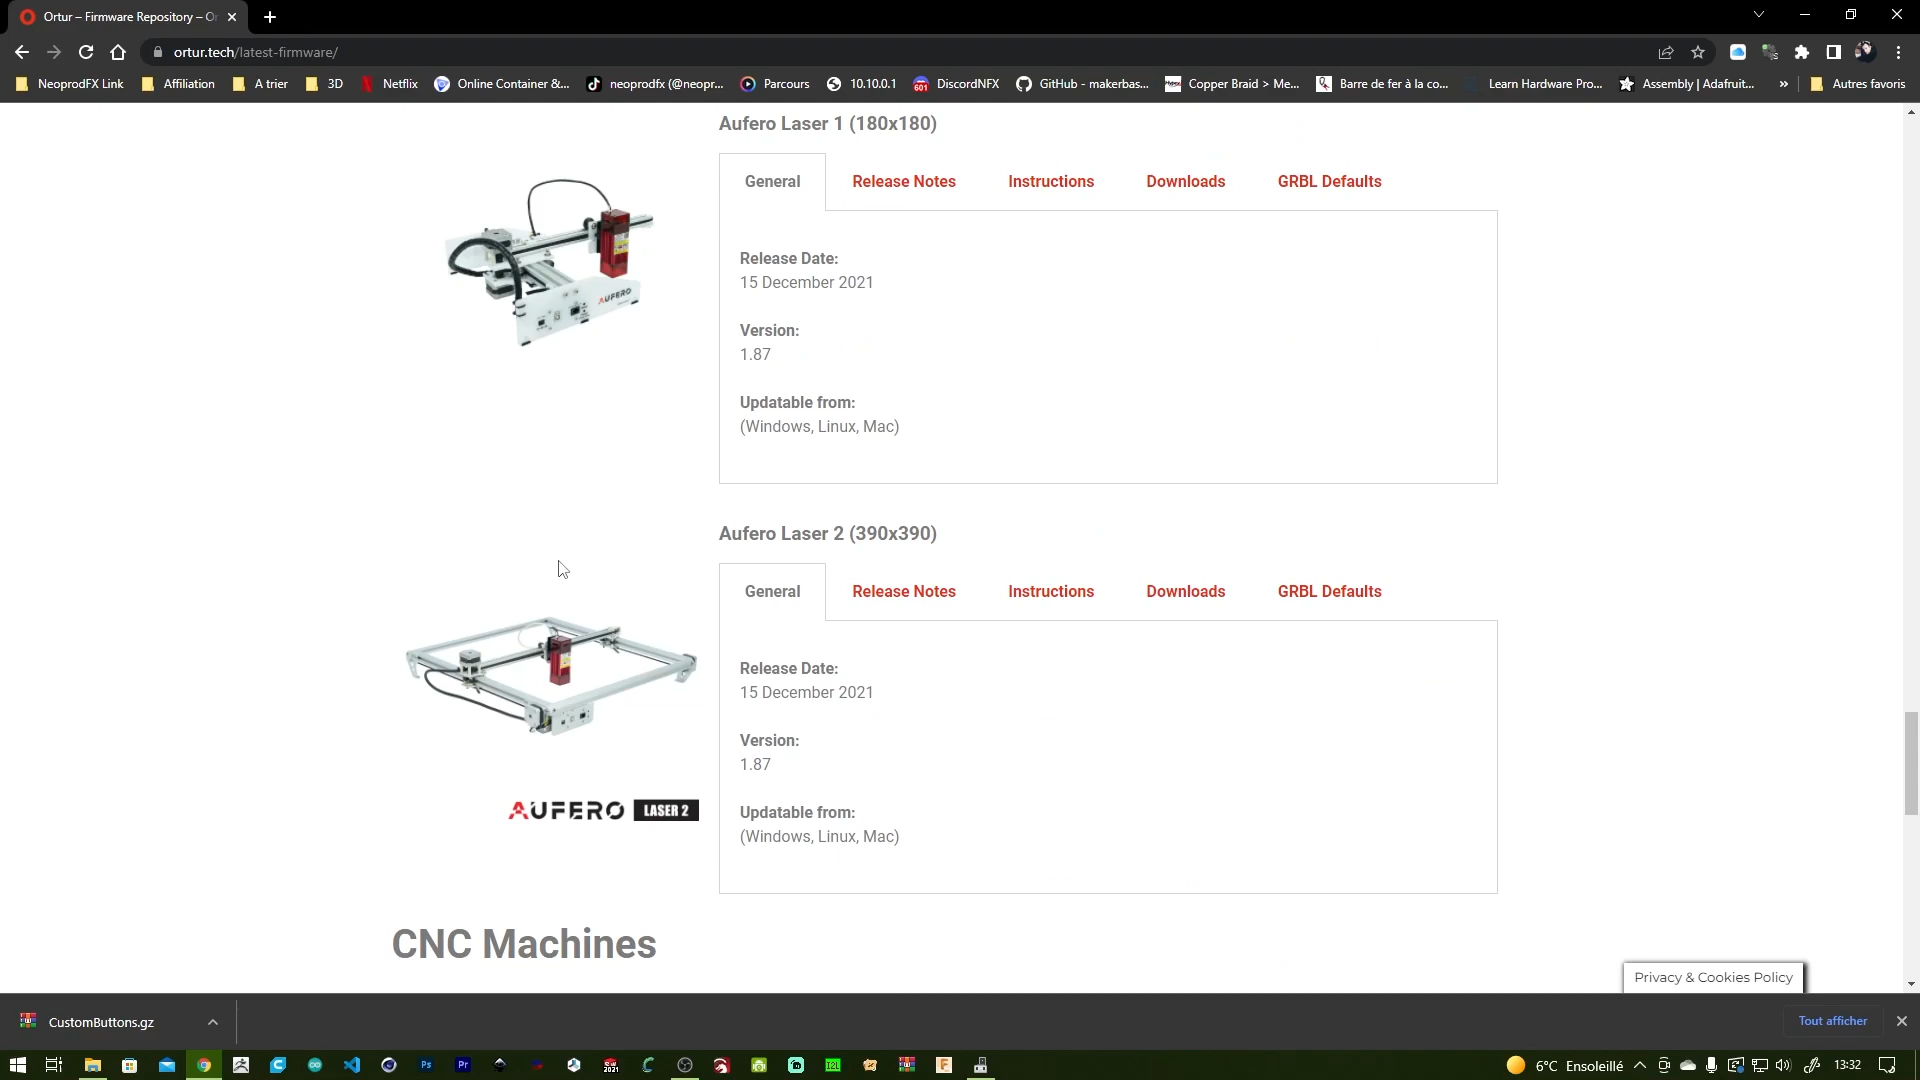 Ortur – Firmware Repository – Or
ortur.tech/latest-firmware/
NeoprodFX Link
Affiliation
A trier
3D
Netflix
Online Container &...
neoprodfx (@neopr...
Parcours
10.10.0.1
DiscordNFX
GitHub - makerbas...
Copper Braid > Me...
Barre de fer à la co...
Learn Hardware Pro...
Assembly | Adafruit...
»
Autres favoris
Aufero Laser 1 (180x180)
General
Release Notes
Instructions
Downloads
GRBL Defaults
Release Date:
15 December 2021
Version:
1.87
Updatable from:
(Windows, Linux, Mac)
AUFERO
Aufero Laser 2 (390x390)
General
Release Notes
Instructions
Downloads
GRBL Defaults
Release Date:
15 December 2021
Version:
1.87
Updatable from:
(Windows, Linux, Mac)
AUFERO LASER 2
CNC Machines
Privacy & Cookies Policy
CustomButtons.gz
Tout afficher
Ps
Pr
6°C Ensoleillé
13:32